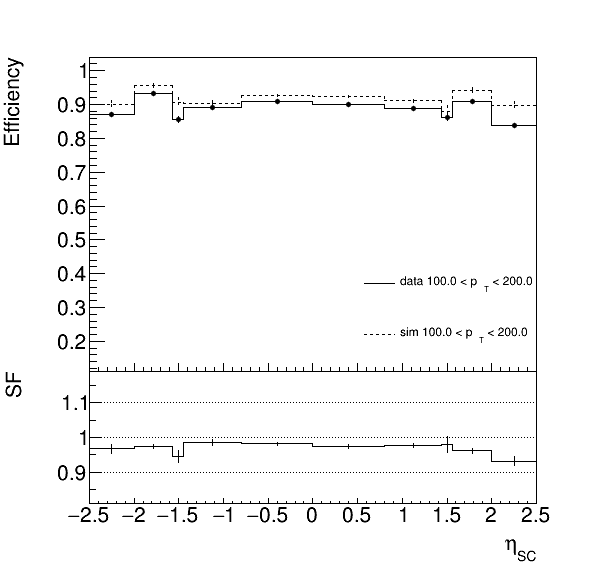 Efficiency
1
0.9
0.8
0.7
0.6
0.5
0.4
0.3
0.2
data 100.0 < p T < 200.0
sim 100.0 < p T < 200.0
SF
1.1
1
0.9
−2.5 −2 −1.5 −1 −0.5 0 0.5 1 1.5 2 2.5
ηSC